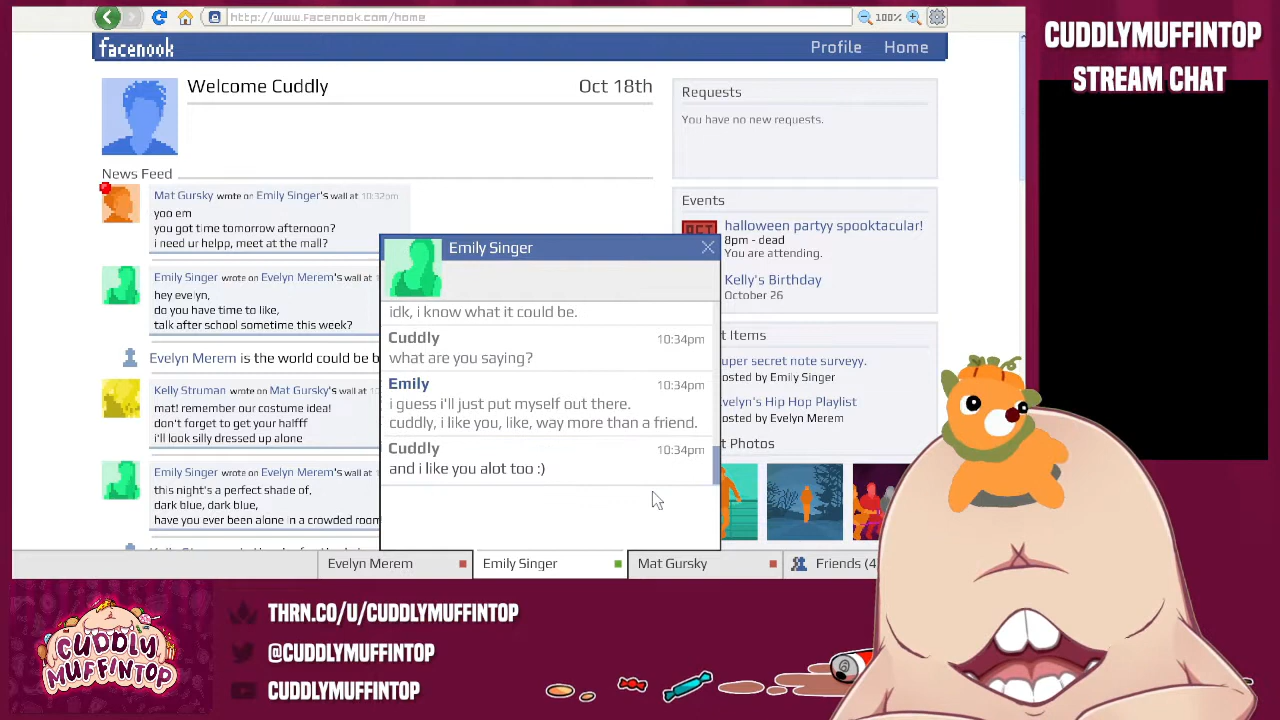 http://www.Facenook.com/home
100%
facenook
Profile Home
Welcome Cuddly
Oct 18th
News Feed
Mat Gursky wrote on Emily Singer's wall at 10:32pm
yoo em
you got time tomorrow afternoon?
i need ur helpp, meet at the mall?
Emily Singer wrote on Evelyn Merem's wall at
hey evelyn,
do you have time to like,
talk after school sometime this week?
Evelyn Merem is the world could be b
Kelly Struman wrote on Mat Gursky's wall at
mat! remember our costume idea!
don't forget to get your halfff
i'll look silly dressed up alone
Emily Singer wrote on Evelyn Merem's wall at
this night's a perfect shade of,
dark blue, dark blue,
have you ever been alone in a crowded room
Requests
You have no new requests.
Events
halloween partyy spooktacular!
8pm - dead
You are attending.
Kelly's Birthday
October 26
t Items
uper secret note surveyy.
osted by Emily Singer
velyn's Hip Hop Playlist
osted by Evelyn Merem
t Photos
Emily Singer
idk, i know what it could be.
Cuddly 10:34pm
what are you saying?
Emily 10:34pm
i guess i'll just put myself out there.
cuddly, i like you, like, way more than a friend.
Cuddly 10:34pm
and i like you alot too :)
Evelyn Merem
Emily Singer
Mat Gursky
Friends (4
CUDDLYMUFFINTOP
STREAM CHAT
CUDDLY
MUFFINTOP
THRN.CO/U/CUDDLYMUFFINTOP
@CUDDLYMUFFINTOP
CUDDLYMUFFINTOP